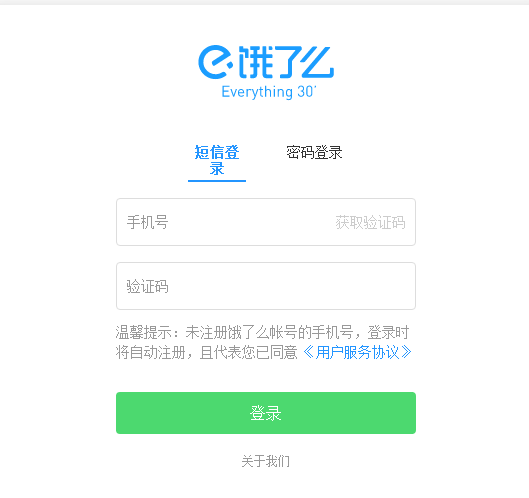 e·饿了么
Everything 30'
短信登
录
密码登录
手机号 获取验证码
验证码
温馨提示：未注册饿了么帐号的手机号，登录时
将自动注册，且代表您已同意《用户服务协议》
登录
关于我们